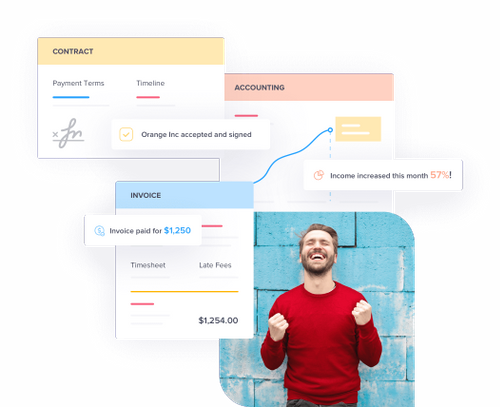 CONTRACT
Payment Terms
Timeline
Orange Inc accepted and signed
ACCOUNTING
Income increased this month 57%!
INVOICE
Invoice paid for $1,250
Timesheet
Late Fees
$1,254.00